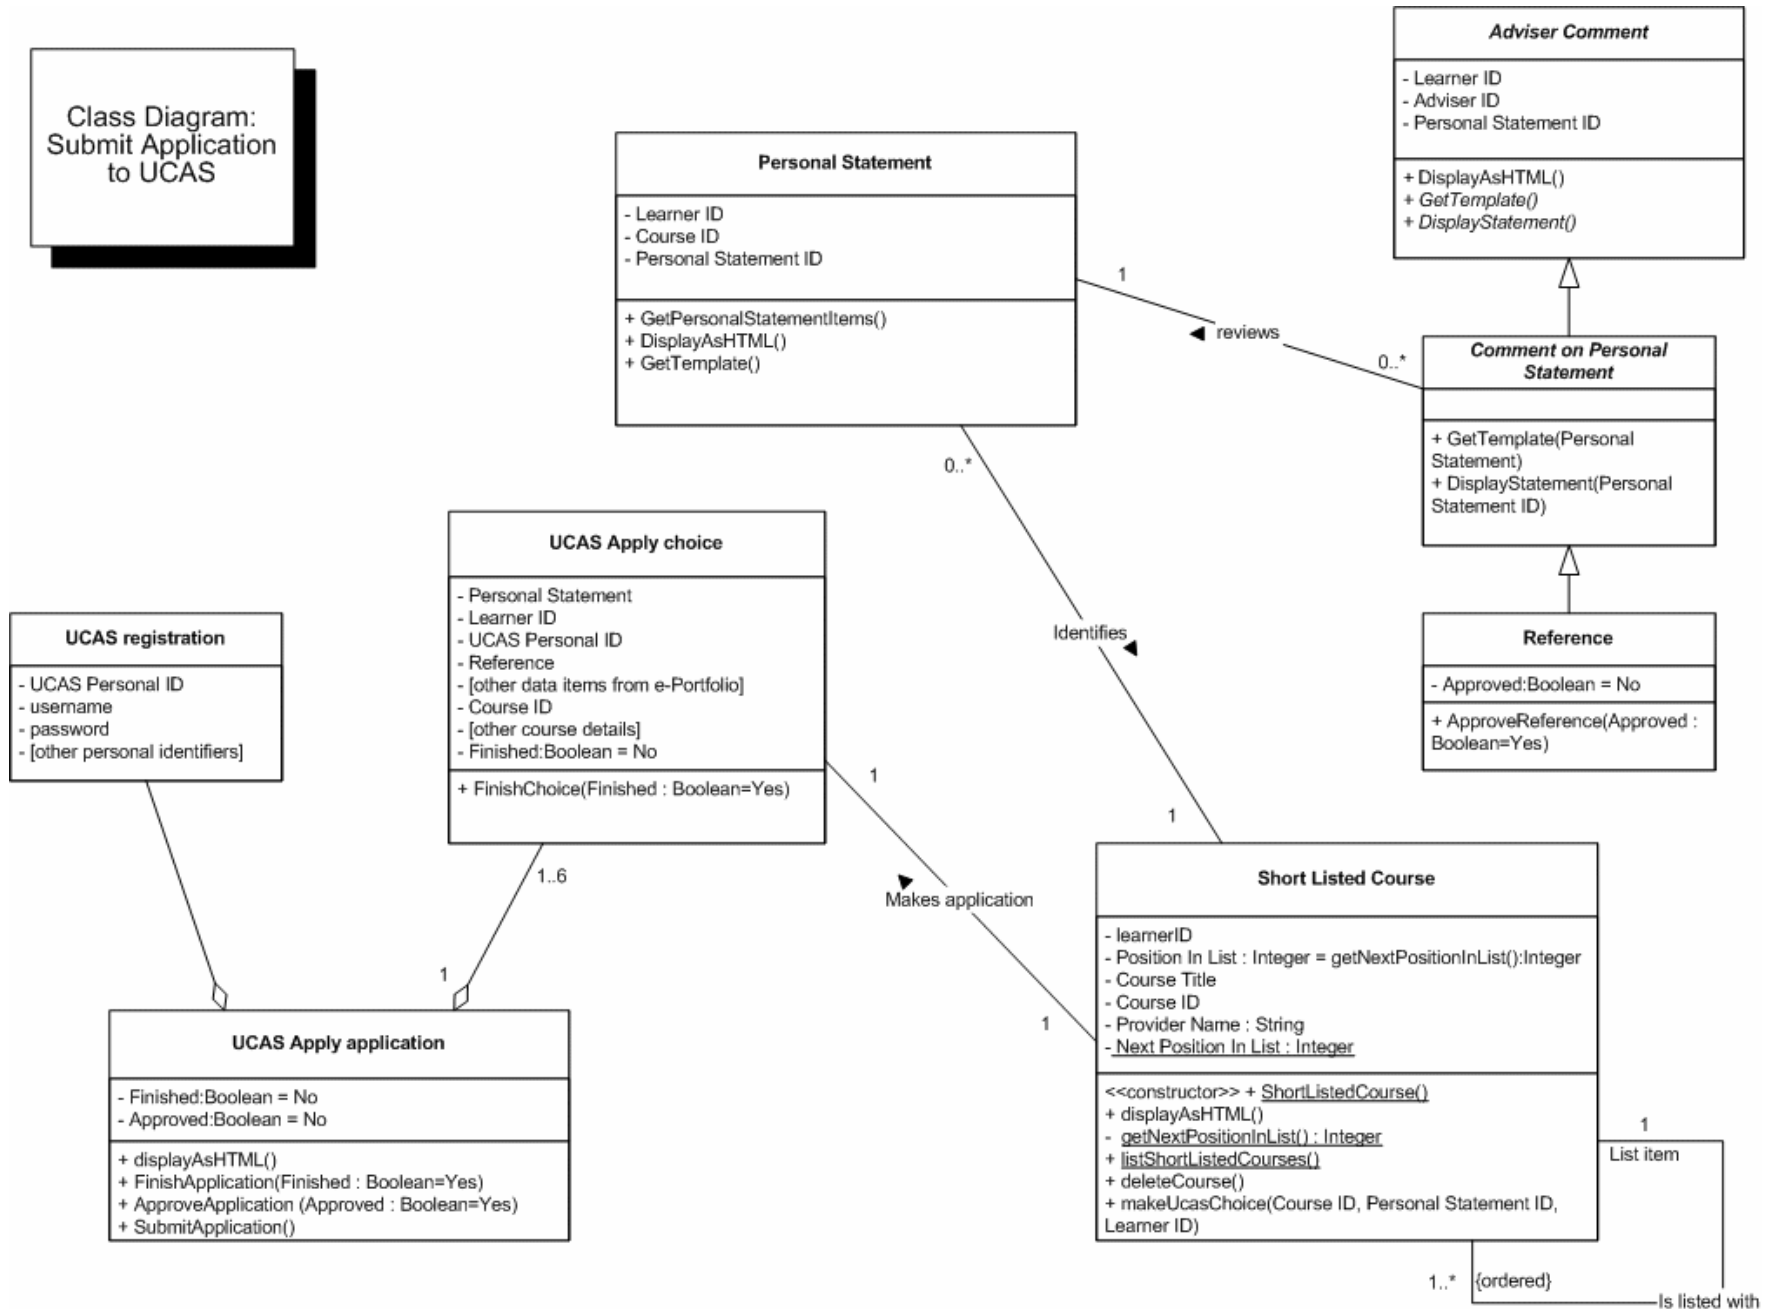 Class Diagram:
Submit Application
to UCAS
Adviser Comment
- Learner ID
- Adviser ID
- Personal Statement ID
+ DisplayAsHTML()
+ GetTemplate()
+ DisplayStatement()
Personal Statement
- Learner ID
- Course ID
- Personal Statement ID
+ GetPersonalStatementItems()
+ DisplayAsHTML()
+ GetTemplate()
1
reviews
0..*
Comment on Personal
Statement
+ GetTemplate(Personal
Statement)
+ DisplayStatement(Personal
Statement ID)
0..*
Identifies
1
UCAS Apply choice
- Personal Statement
- Learner ID
- UCAS Personal ID
- Reference
- [other data items from e-Portfolio]
- Course ID
- [other course details]
- Finished:Boolean = No
+ FinishChoice(Finished : Boolean=Yes)
UCAS registration
- UCAS Personal ID
- username
- password
- [other personal identifiers]
Reference
- Approved:Boolean = No
+ ApproveReference(Approved :
Boolean=Yes)
1
Makes application
1
1..6
1
UCAS Apply application
- Finished:Boolean = No
- Approved:Boolean = No
+ displayAsHTML()
+ FinishApplication(Finished : Boolean=Yes)
+ ApproveApplication (Approved : Boolean=Yes)
+ SubmitApplication()
Short Listed Course
- learnerID
- Position In List : Integer = getNextPositionInList():Integer
- Course Title
- Course ID
- Provider Name : String
- Next Position In List : Integer
<<constructor>> + ShortListedCourse()
+ displayAsHTML()
- getNextPositionInList() : Integer
+ listShortListedCourses()
+ deleteCourse()
+ makeUcasChoice(Course ID, Personal Statement ID,
Learner ID)
1
List item
1..* {ordered}
Is listed with